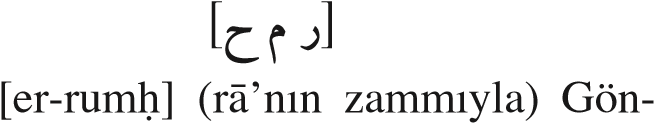 [ر م ح]
[er-rumḥ] (rā’nın zammıyla) Gön-